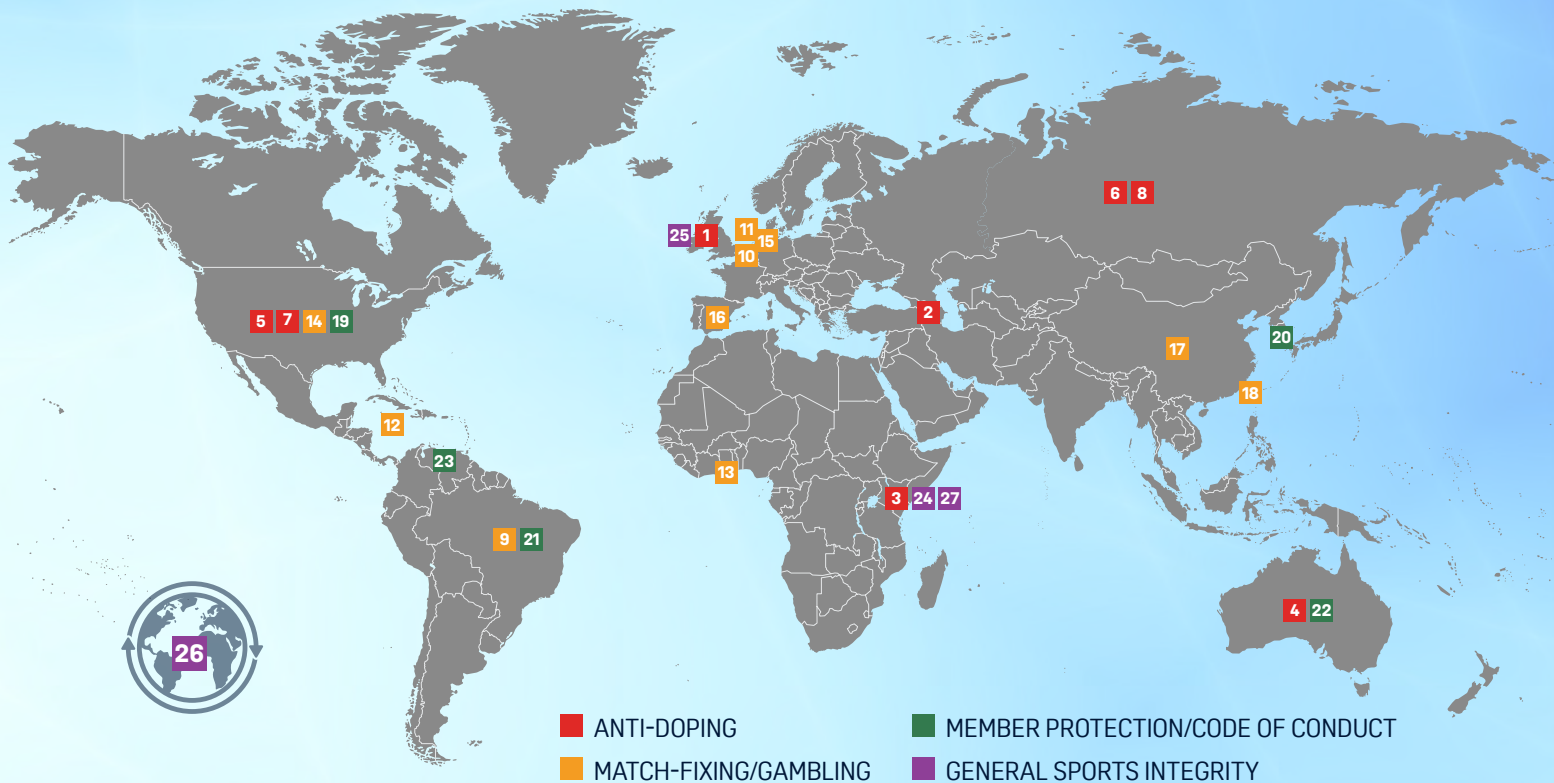 6 8
11
25 1 15
10
2
5 7 14 19
16
20
17
18
12
23
13
3 24 27
9 21
4 22
26
ANTI-DOPING
MATCH-FIXING/GAMBLING
MEMBER PROTECTION/CODE OF CONDUCT
GENERAL SPORTS INTEGRITY